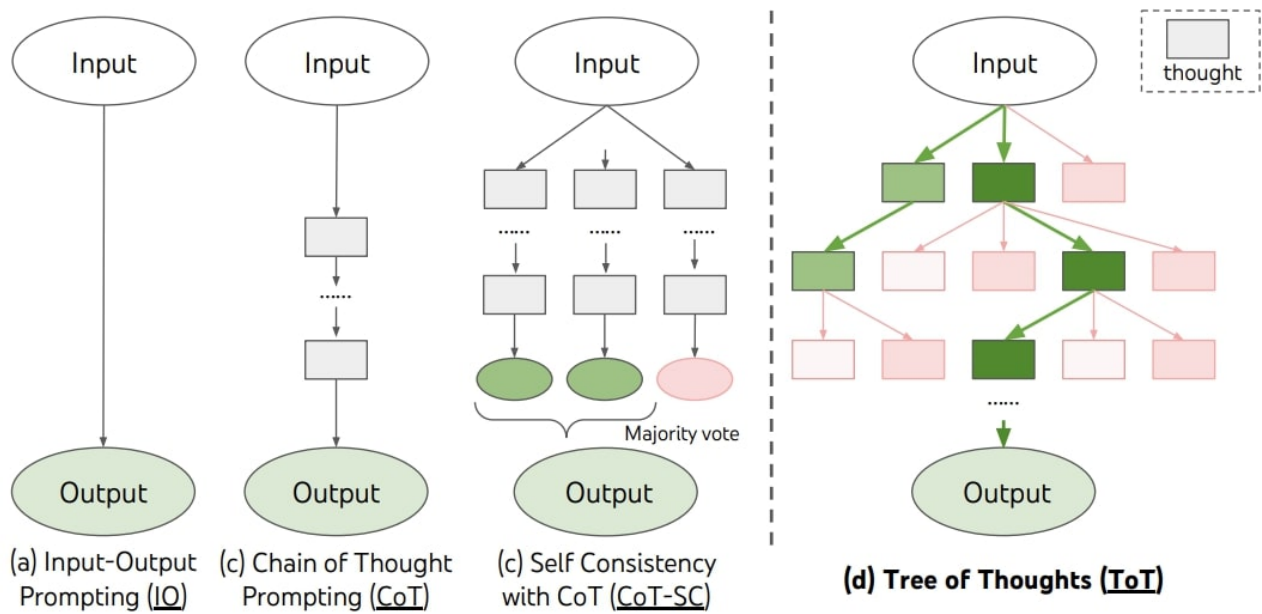 Input
Output
(a) Input-Output
Prompting (IO)
Input
......
Output
(c) Chain of Thought
Prompting (CoT)
Input
......
......
......
Majority vote
Output
(c) Self Consistency
with CoT (CoT-SC)
Input
......
Output
(d) Tree of Thoughts (ToT)
thought